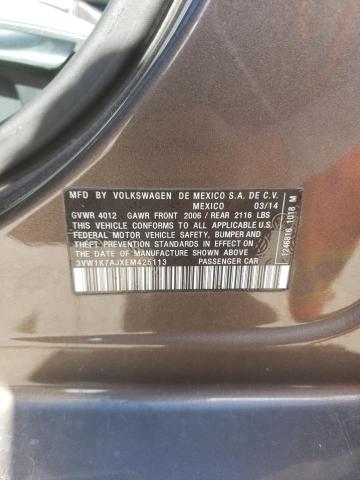 MFD BY VOLKSWAGEN DE MEXICO S.A. DE C.V.
MEXICO 03/14
GVWR 4012 GAWR FRONT 2006 / REAR 2116 LBS
THIS VEHICLE CONFORMS TO ALL APPLICABLE U.S.
FEDERAL MOTOR VEHICLE SAFETY, BUMPER AND
THEFT PREVENTION STANDARDS IN EFFECT ON
THE DATE OF MANUFACTURE SHOWN ABOVE.
3VW1K7AJXEM425113 PASSENGER CAR
1246816 1018 M